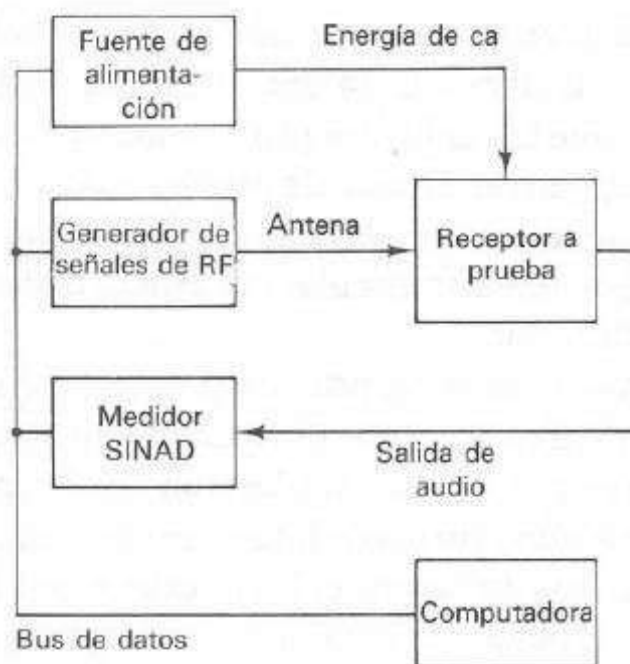 Fuente de
alimenta-
ción
Energía de ca
Generador de
señales de RF
Antena
Receptor a
prueba
Medidor
SINAD
Salida de
audio
Computadora
Bus de datos